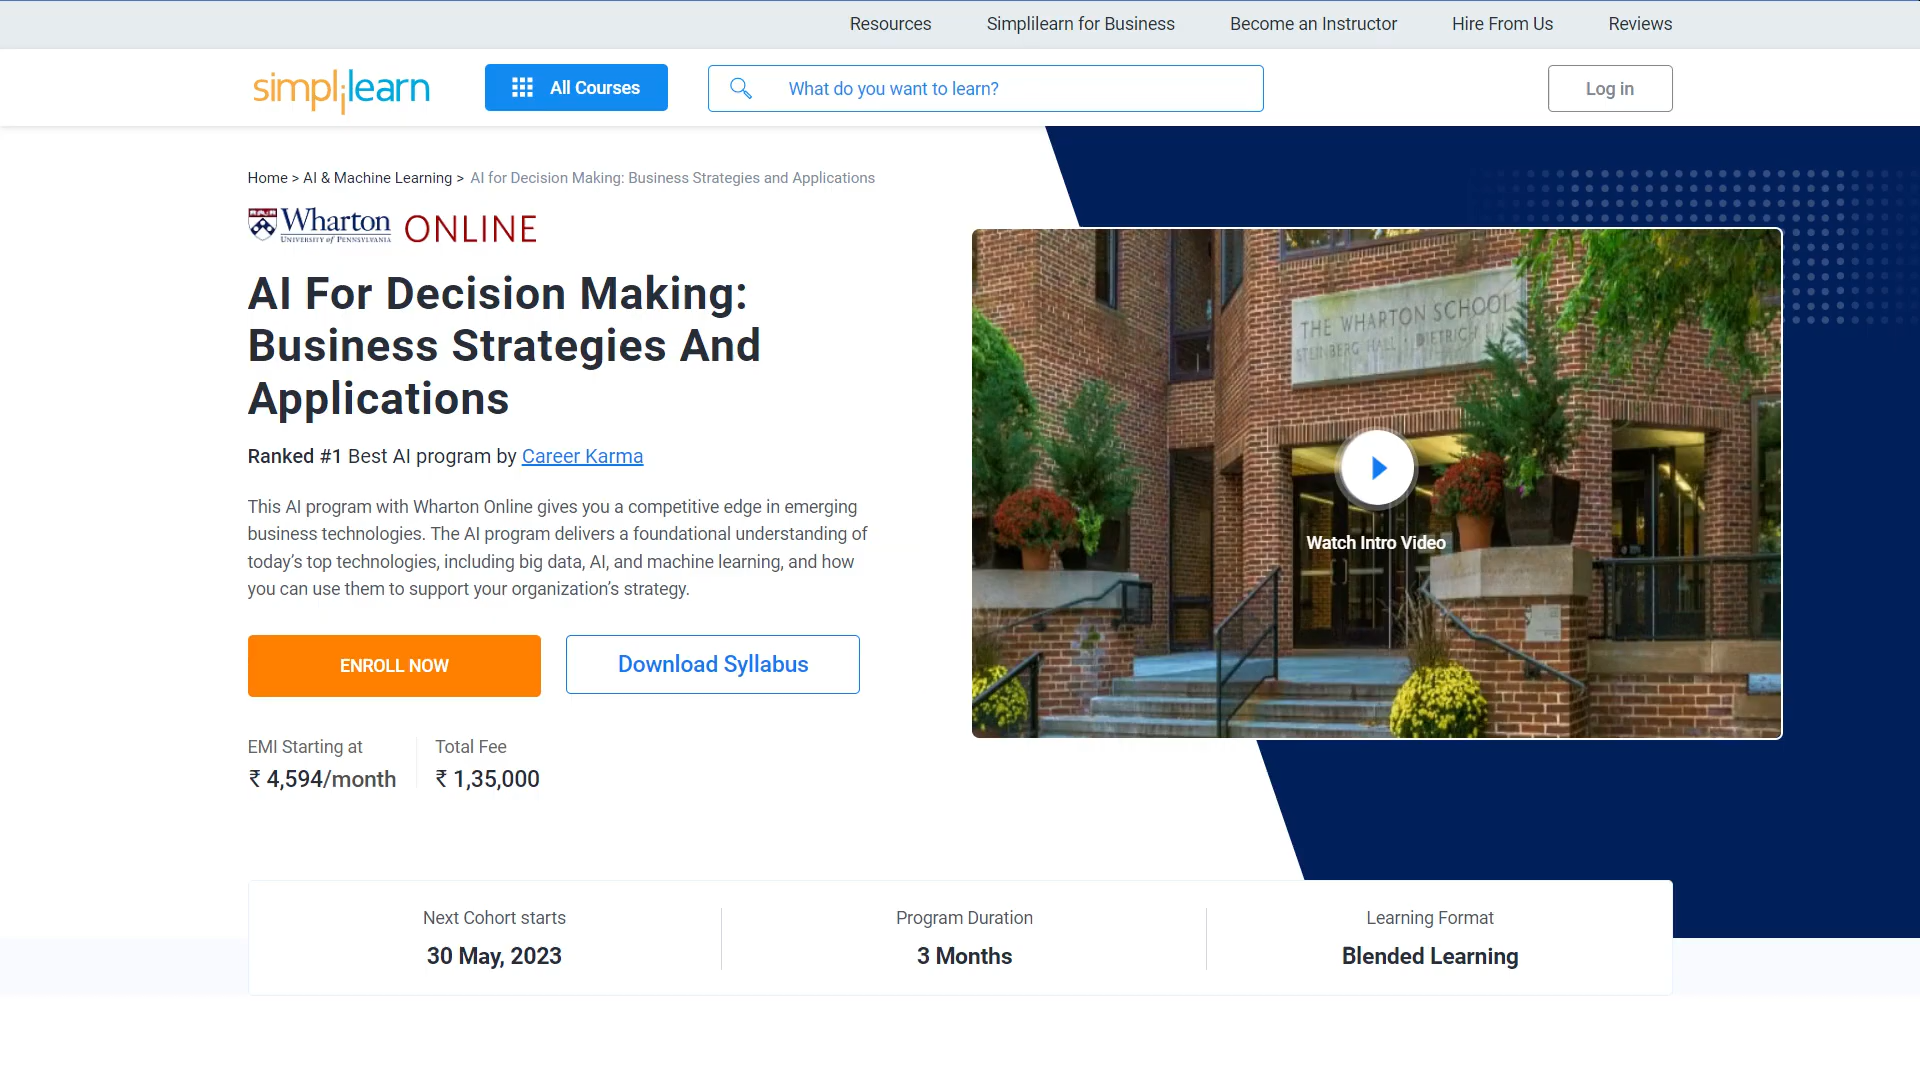 Resources Simplilearn for Business Become an Instructor Hire From Us Reviews
simplilearn All Courses What do you want to learn? Log in
Home > AI & Machine Learning > AI for Decision Making: Business Strategies and Applications
Wharton ONLINE
UNIVERSITY of PENNSYLVANIA
AI For Decision Making:
Business Strategies And
Applications
Ranked #1 Best AI program by Career Karma
This AI program with Wharton Online gives you a competitive edge in emerging
business technologies. The AI program delivers a foundational understanding of
today’s top technologies, including big data, AI, and machine learning, and how
you can use them to support your organization’s strategy.
ENROLL NOW Download Syllabus
EMI Starting at Total Fee
₹ 4,594/month ₹ 1,35,000
THE WHARTON SCHOOL
STEINBERG HALL · DIETRICH
Watch Intro Video
Next Cohort starts Program Duration Learning Format
30 May, 2023 3 Months Blended Learning